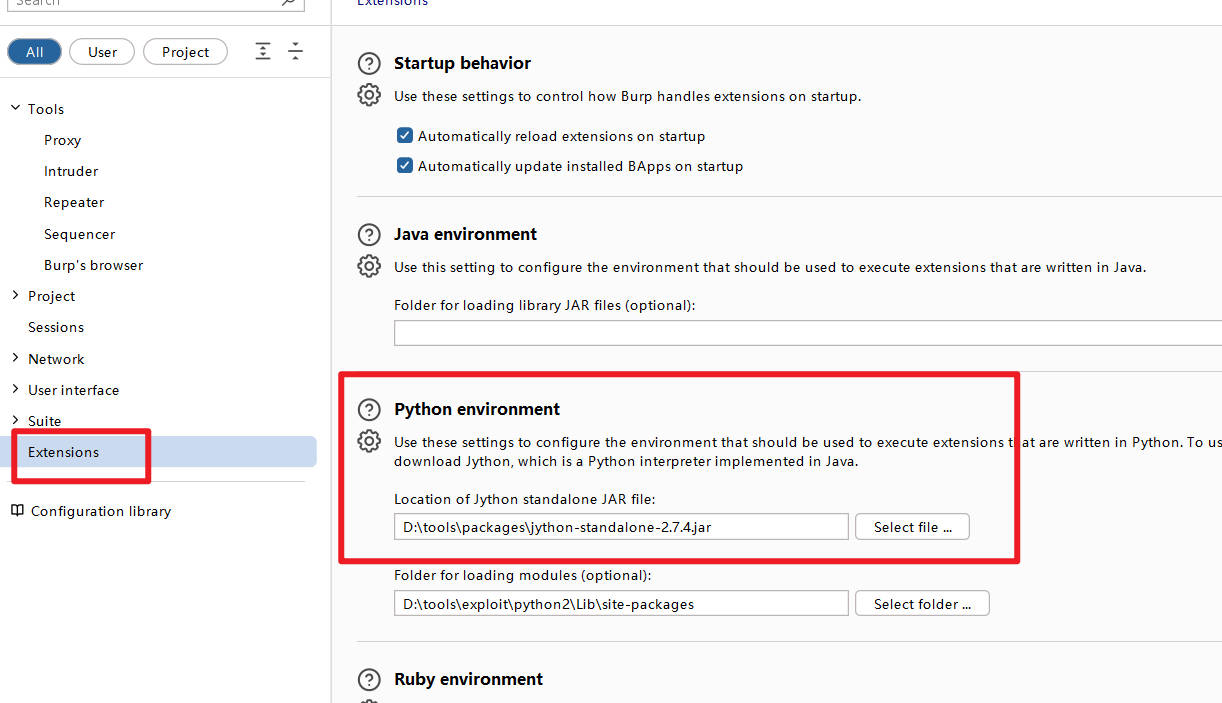 Search
All
User
Project
Tools
Proxy
Intruder
Repeater
Sequencer
Burp's browser
Project
Sessions
Network
User interface
Suite
Extensions
Configuration library
Extensions
Startup behavior
Use these settings to control how Burp handles extensions on startup.
Automatically reload extensions on startup
Automatically update installed BApps on startup
Java environment
Use this setting to configure the environment that should be used to execute extensions that are written in Java.
Folder for loading library JAR files (optional):
Python environment
Use these settings to configure the environment that should be used to execute extensions that are written in Python. To us
download Jython, which is a Python interpreter implemented in Java.
Location of Jython standalone JAR file:
D:\tools\packages\jython-standalone-2.7.4.jar
Select file ...
Folder for loading modules (optional):
D:\tools\exploit\python2\Lib\site-packages
Select folder ...
Ruby environment